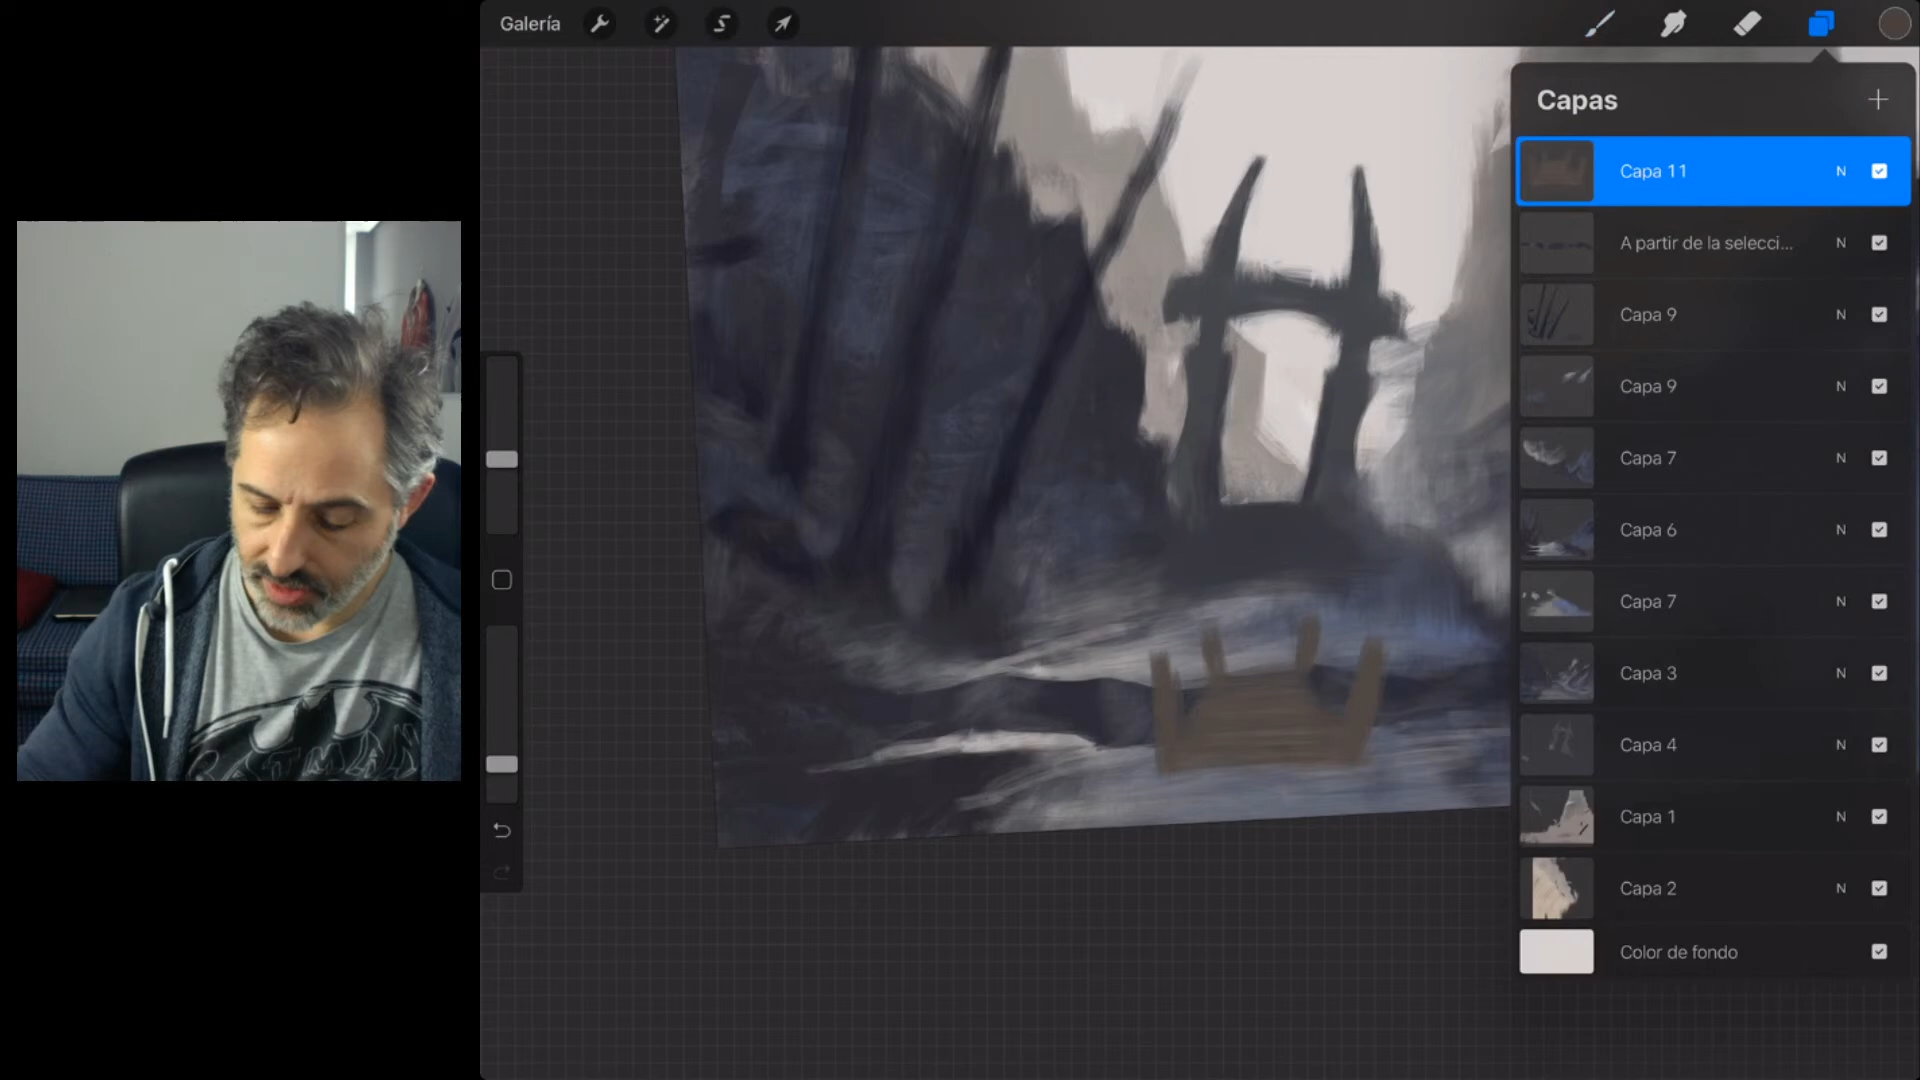 Galería
Capas
Capa 11 N
A partir de la selecci... N
Capa 9 N
Capa 9 N
Capa 7 N
Capa 6 N
Capa 7 N
Capa 3 N
Capa 4 N
Capa 1 N
Capa 2 N
Color de fondo
BATMAN